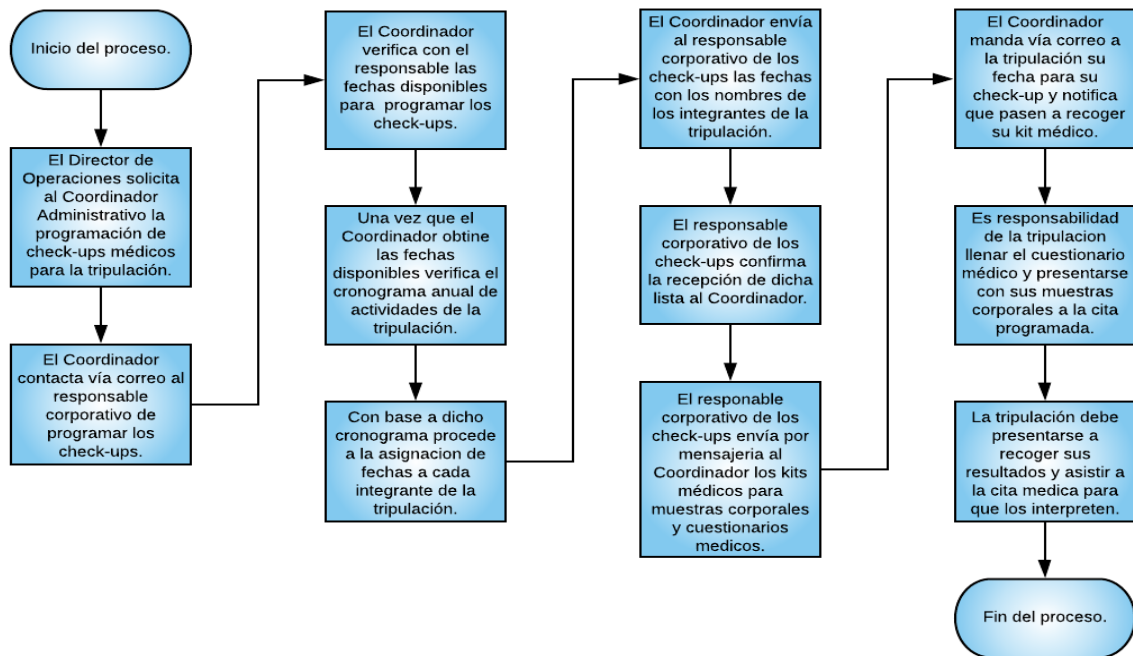 Inicio del proceso.
El Director de
Operaciones solicita
al Coordinador
Administrativo la
programación de
check-ups médicos
para la tripulación.
El Coordinador
contacta vía correo al
responsable
corporativo de
programar los
check-ups.
El Coordinador
verifica con el
responsable las
fechas disponibles
para programar los
check-ups.
Una vez que el
Coordinador obtine
las fechas
disponibles verifica el
cronograma anual de
actividades de la
tripulación.
Con base a dicho
cronograma procede
a la asignacion de
fechas a cada
integrante de la
tripulación.
El Coordinador envía
al responsable
corporativo de los
check-ups las fechas
con los nombres de
los integrantes de la
tripulación.
El responsable
corporativo de los
check-ups confirma
la recepción de dicha
lista al Coordinador.
El responable
corporativo de los
check-ups envía por
mensajeria al
Coordinador los kits
médicos para
muestras corporales
y cuestionarios
medicos.
El Coordinador
manda vía correo a
la tripulación su
fecha para su
check-up y notifica
que pasen a recoger
su kit médico.
Es responsabilidad
de la tripulacion
llenar el cuestionario
médico y presentarse
con sus muestras
corporales a la cita
programada.
La tripulación debe
presentarse a
recoger sus
resultados y asistir a
la cita medica para
que los interpreten.
Fin del proceso.